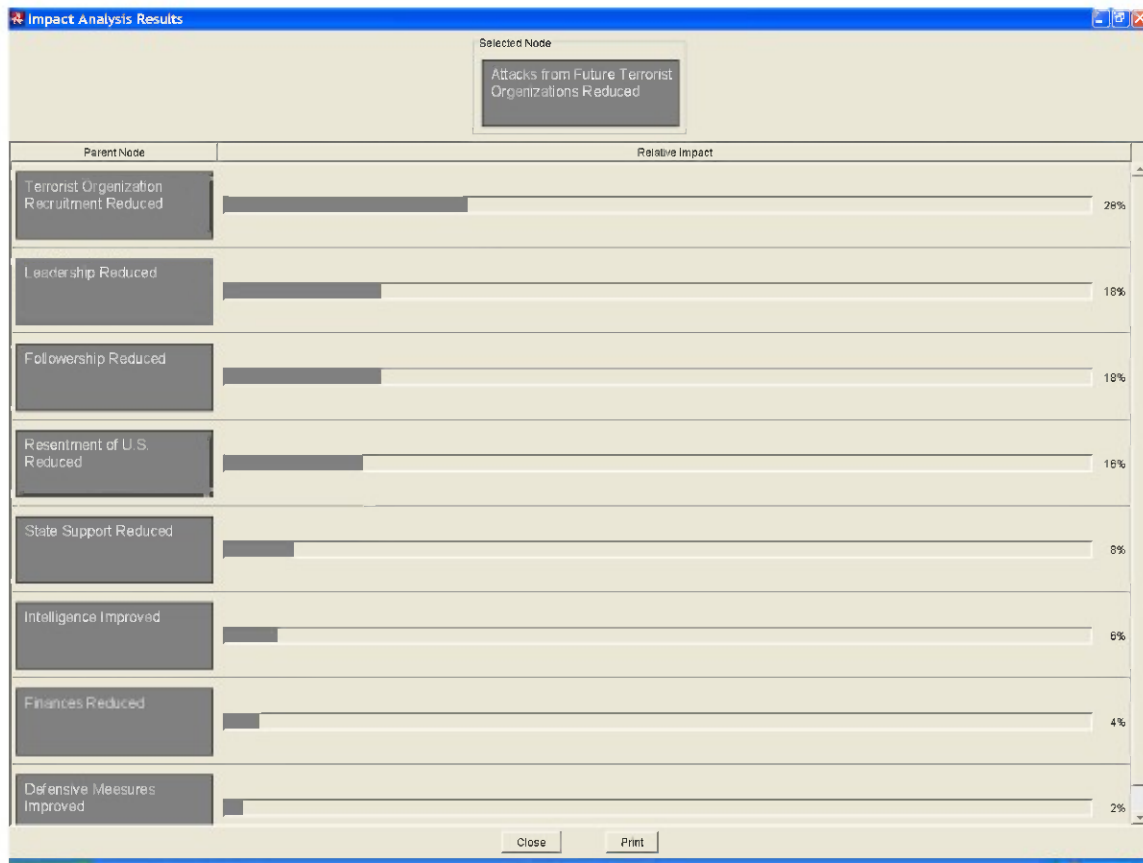 Impact Analysis Results
Selected Node
Attacks from Future Terrorist
Organizations Reduced
Parent Node
Relative Impact
Terrorist Organization
Recruitment Reduced
28%
Leadership Reduced
18%
Followership Reduced
18%
Resentment of U.S.
Reduced
16%
State Support Reduced
8%
Intelligence Improved
6%
Finances Reduced
4%
Defensive Measures
Improved
2%
Close
Print